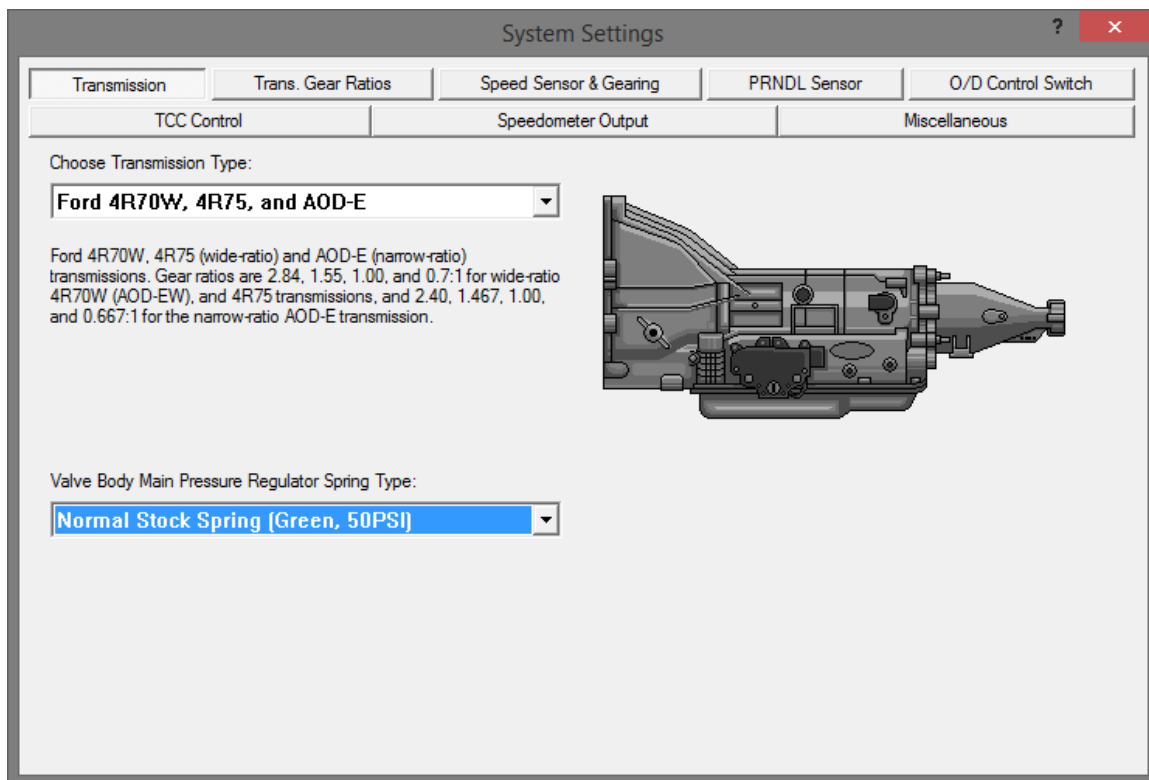 System Settings
?
Transmission
Trans. Gear Ratios
Speed Sensor & Gearing
PRNDL Sensor
O/D Control Switch
TCC Control
Speedometer Output
Miscellaneous
Choose Transmission Type:
Ford 4R70W, 4R75, and AOD-E
Ford 4R70W, 4R75 (wide-ratio) and AOD-E (narrow-ratio)
transmissions. Gear ratios are 2.84, 1.55, 1.00, and 0.7:1 for wide-ratio
4R70W (AOD-EW), and 4R75 transmissions, and 2.40, 1.467, 1.00,
and 0.667:1 for the narrow-ratio AOD-E transmission.
Valve Body Main Pressure Regulator Spring Type:
Normal Stock Spring (Green, 50PSI)